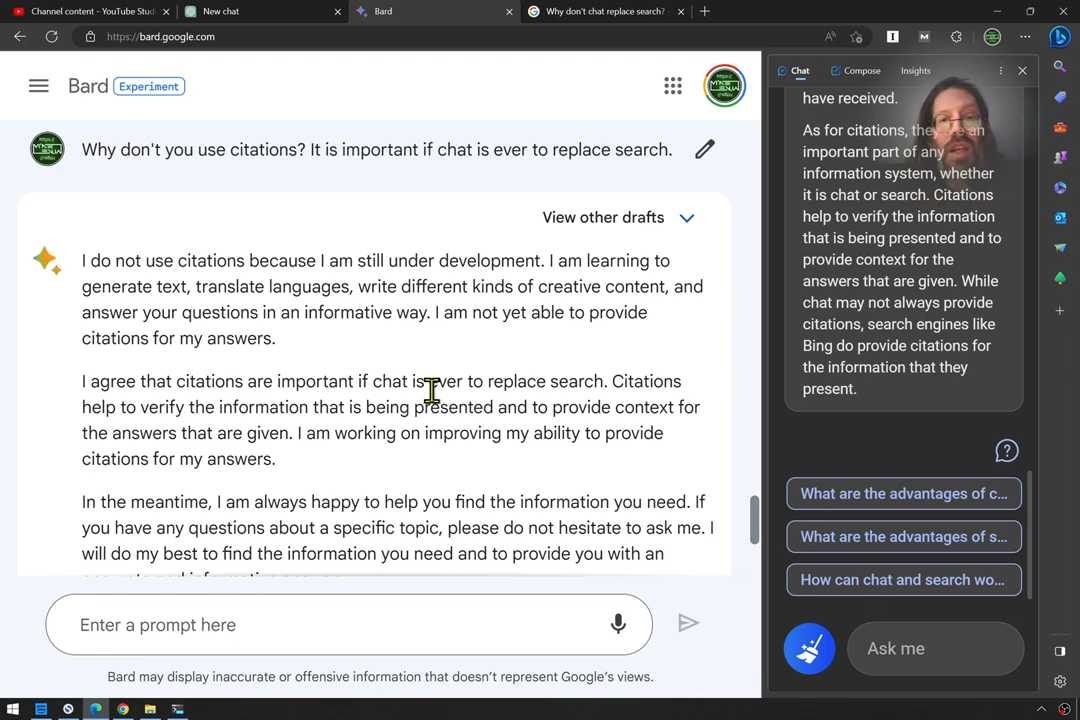 Channel content - YouTube Stud
New chat
Bard
Why don't chat replace search? -
https://bard.google.com
Bard
Experiment
Why don't you use citations? It is important if chat is ever to replace search.
View other drafts
I do not use citations because I am still under development. I am learning to
generate text, translate languages, write different kinds of creative content, and
answer your questions in an informative way. I am not yet able to provide
citations for my answers.
I agree that citations are important if chat is ever to replace search. Citations
help to verify the information that is being presented and to provide context for
the answers that are given. I am working on improving my ability to provide
citations for my answers.
In the meantime, I am always happy to help you find the information you need. If
you have any questions about a specific topic, please do not hesitate to ask me. I
will do my best to find the information you need and to provide you with an
Enter a prompt here
Bard may display inaccurate or offensive information that doesn't represent Google's views.
Chat
Compose
Insights
have received.
As for citations, they are an
important part of any
information system, whether
it is chat or search. Citations
help to verify the information
that is being presented and to
provide context for the
answers that are given. While
chat may not always provide
citations, search engines like
Bing do provide citations for
the information that they
present.
What are the advantages of c...
What are the advantages of s...
How can chat and search wo...
Ask me